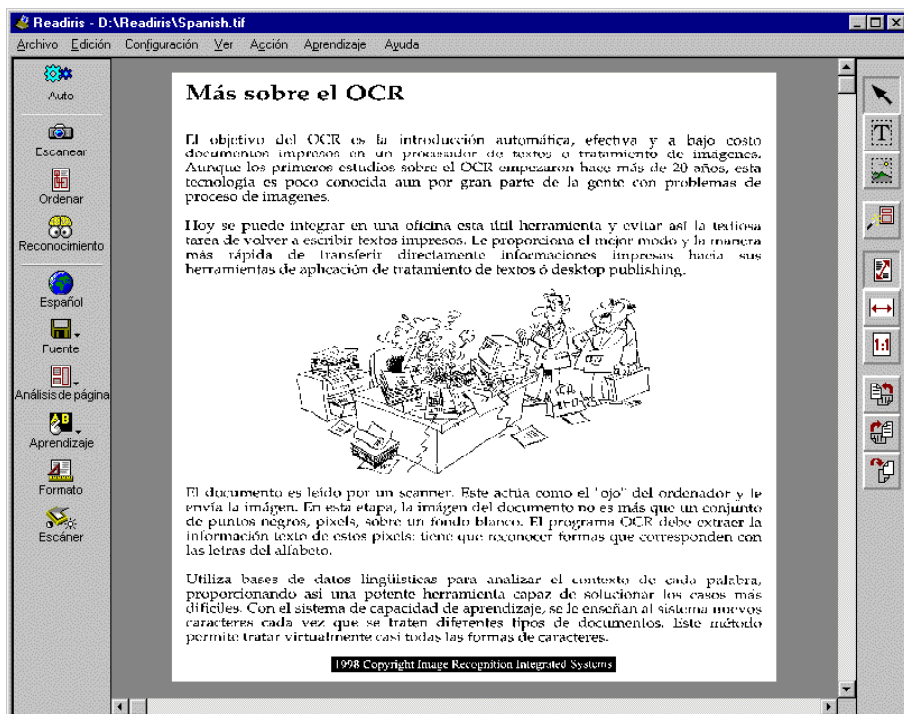 Readiris - D:\Readiris\Spanish.tif
Archivo Edición Configuración Ver Acción Aprendizaje Ayuda
Auto
Escanear
Ordenar
Reconocimiento
Español
Fuente
Análisis de página
Aprendizaje
Formato
Escáner
Más sobre el OCR
El objetivo del OCR es la introducción automática, efectiva y a bajo costo
documentos impresos en un procesador de textos o tratamiento de imágenes.
Aunque los primeros estudios sobre el OCR empezaron hace más de 20 años, esta
tecnología es poco conocida aun por gran parte de la gente con problemas de
proceso de imagenes.
Hoy se puede integrar en una oficina esta útil herramienta y evitar así la tediosa
tarea de volver a escribir textos impresos. Le proporciona el mejor modo y la manera
más rápida de transferir directamente informaciones impresas hacia sus
herramientas de aplicación de tratamiento de textos ó desktop publishing.
El documento es leído por un scanner. Este actúa como el "ojo" del ordenador y le
envía la imágen. En esta etapa, la imágen del documento no es más que un conjunto
de puntos negros, pixels, sobre un fondo blanco. El programa OCR debe extraer la
información texto de estos pixels: tiene que reconocer formas que corresponden con
las letras del alfabeto.
Utiliza bases de datos lingüisticas para analizar el contexto de cada palabra,
proporcionando así una potente herramienta capaz de solucionar los casos más
difíciles. Con el sistema de capacidad de aprendizaje, se le enseñan al sistema nuevos
caracteres cada vez que se traten diferentes tipos de documentos. Este método
permite tratar virtualmente casi todas las formas de caracteres.
1998 Copyright Image Recognition Integrated Systems
T
1:1